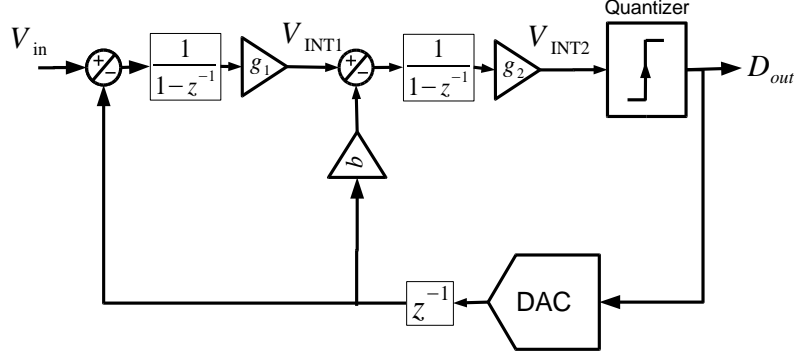 Quantizer
V_in
+
-
1
1-z^{-1}
g_1
V_INT1
+
-
1
1-z^{-1}
g_2
V_INT2
D_out
b
z^{-1}
DAC